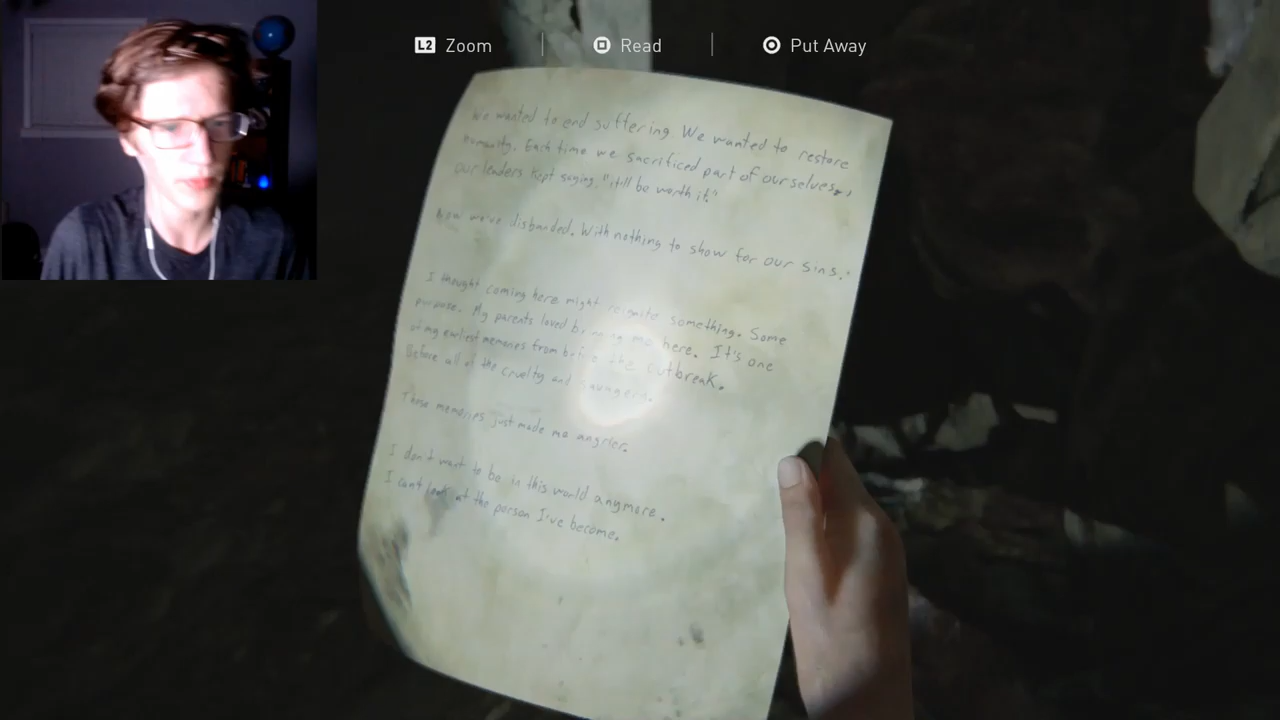 L2 Zoom | Read | Put Away
We wanted to end suffering. We wanted to restore
humanity. Each time we sacrificed part of ourselves,
our leaders kept saying, "it'll be worth it."
Now we've disbanded. With nothing to show for our sins.
I thought coming here might reignite something. Some
purpose. My parents loved bringing me here. It's one
of my earliest memories from before the outbreak.
Before all of the cruelty and
Those memories just made me angrier.
I don't want to be in this world anymore.
I can't look at the person I've become.